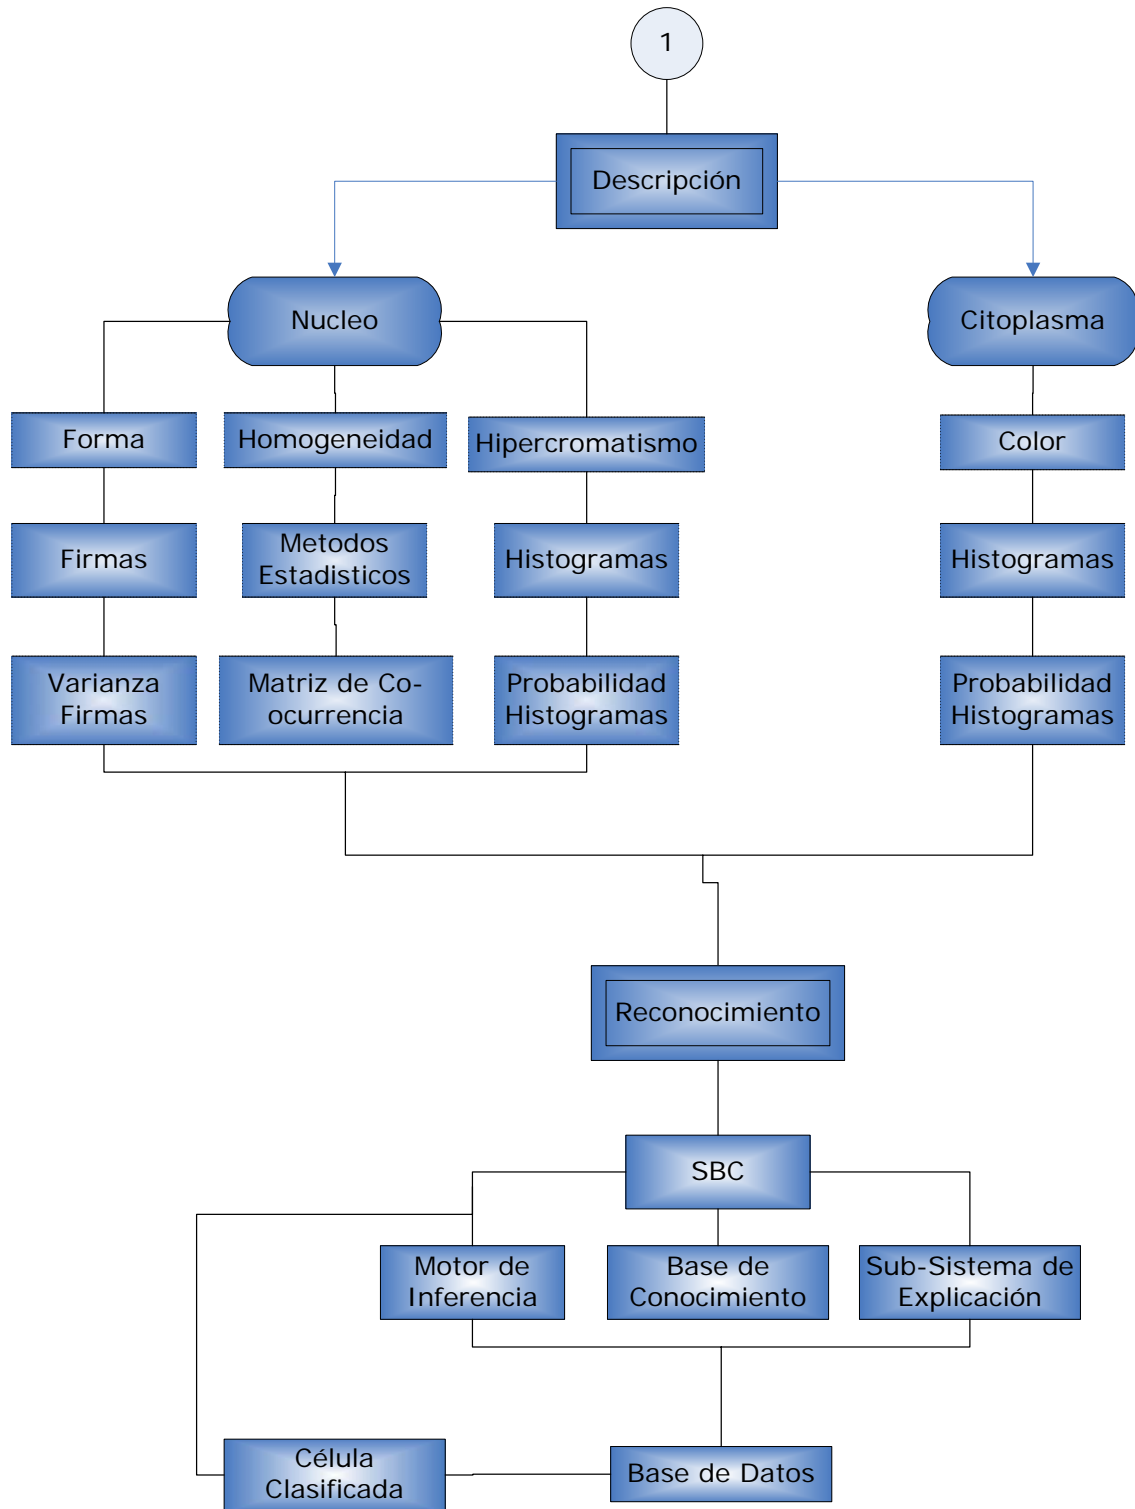 1
Descripción
Nucleo
Citoplasma
Forma
Homogeneidad
Hipercromatismo
Color
Firmas
Metodos
Estadisticos
Histogramas
Histogramas
Varianza
Firmas
Matriz de Co-
ocurrencia
Probabilidad
Histogramas
Probabilidad
Histogramas
Reconocimiento
SBC
Motor de
Inferencia
Base de
Conocimiento
Sub-Sistema de
Explicación
Célula
Clasificada
Base de Datos